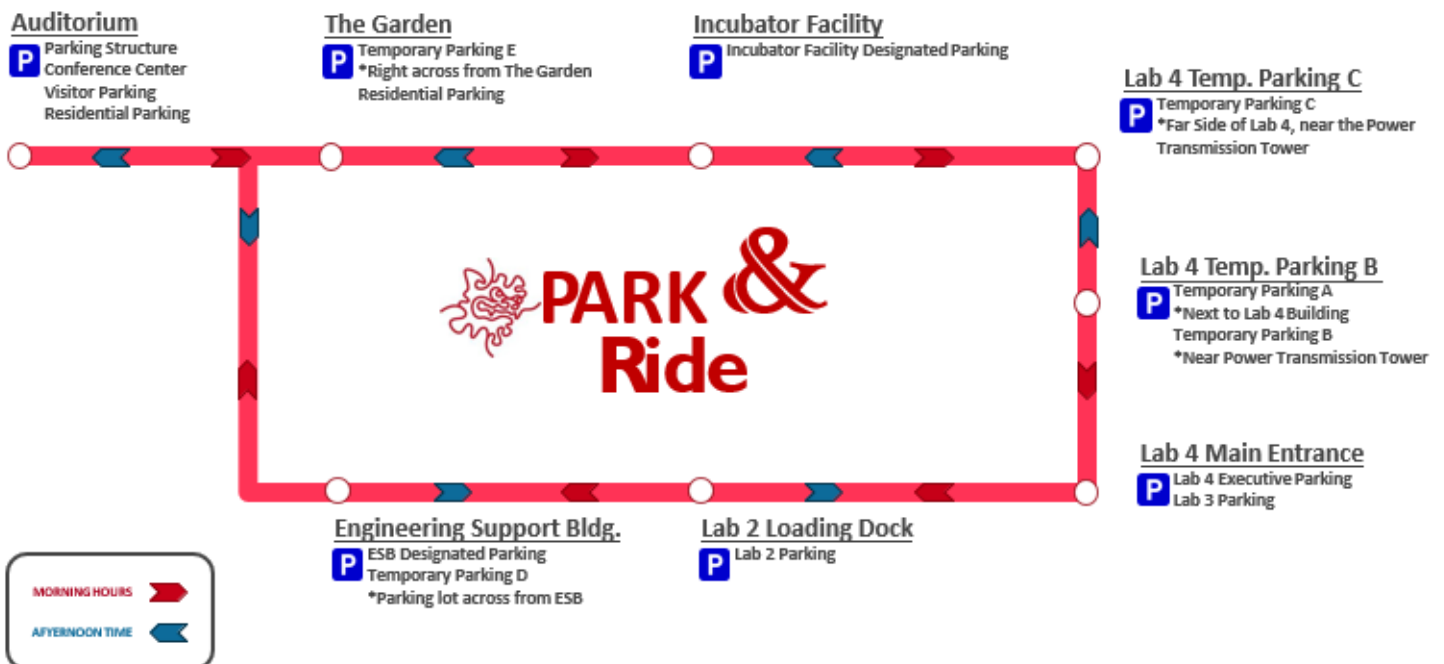 Auditorium
P
Parking Structure
Conference Center
Visitor Parking
Residential Parking
The Garden
P
Temporary Parking E
*Right across from The Garden
Residential Parking
Incubator Facility
P
Incubator Facility Designated Parking
Lab 4 Temp. Parking C
P
Temporary Parking C
*Far Side of Lab 4, near the Power
Transmission Tower
PARK &
Ride
Lab 4 Temp. Parking B
P
Temporary Parking A
*Next to Lab 4 Building
Temporary Parking B
*Near Power Transmission Tower
Lab 4 Main Entrance
P
Lab 4 Executive Parking
Lab 3 Parking
Engineering Support Bldg.
P
ESB Designated Parking
Temporary Parking D
*Parking lot across from ESB
Lab 2 Loading Dock
P
Lab 2 Parking
MORNING HOURS
AFYERNOON TIME